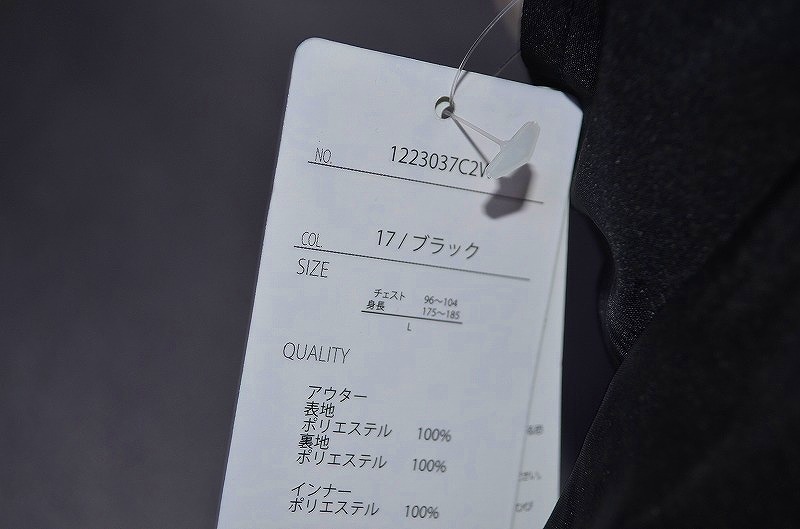 NO. 1223037C2V
COL. 17 / ブラック
SIZE
チェスト 96〜104
身長 175〜185
L
QUALITY
アウター
表地
ポリエステル 100%
裏地
ポリエステル 100%
インナー
ポリエステル 100%